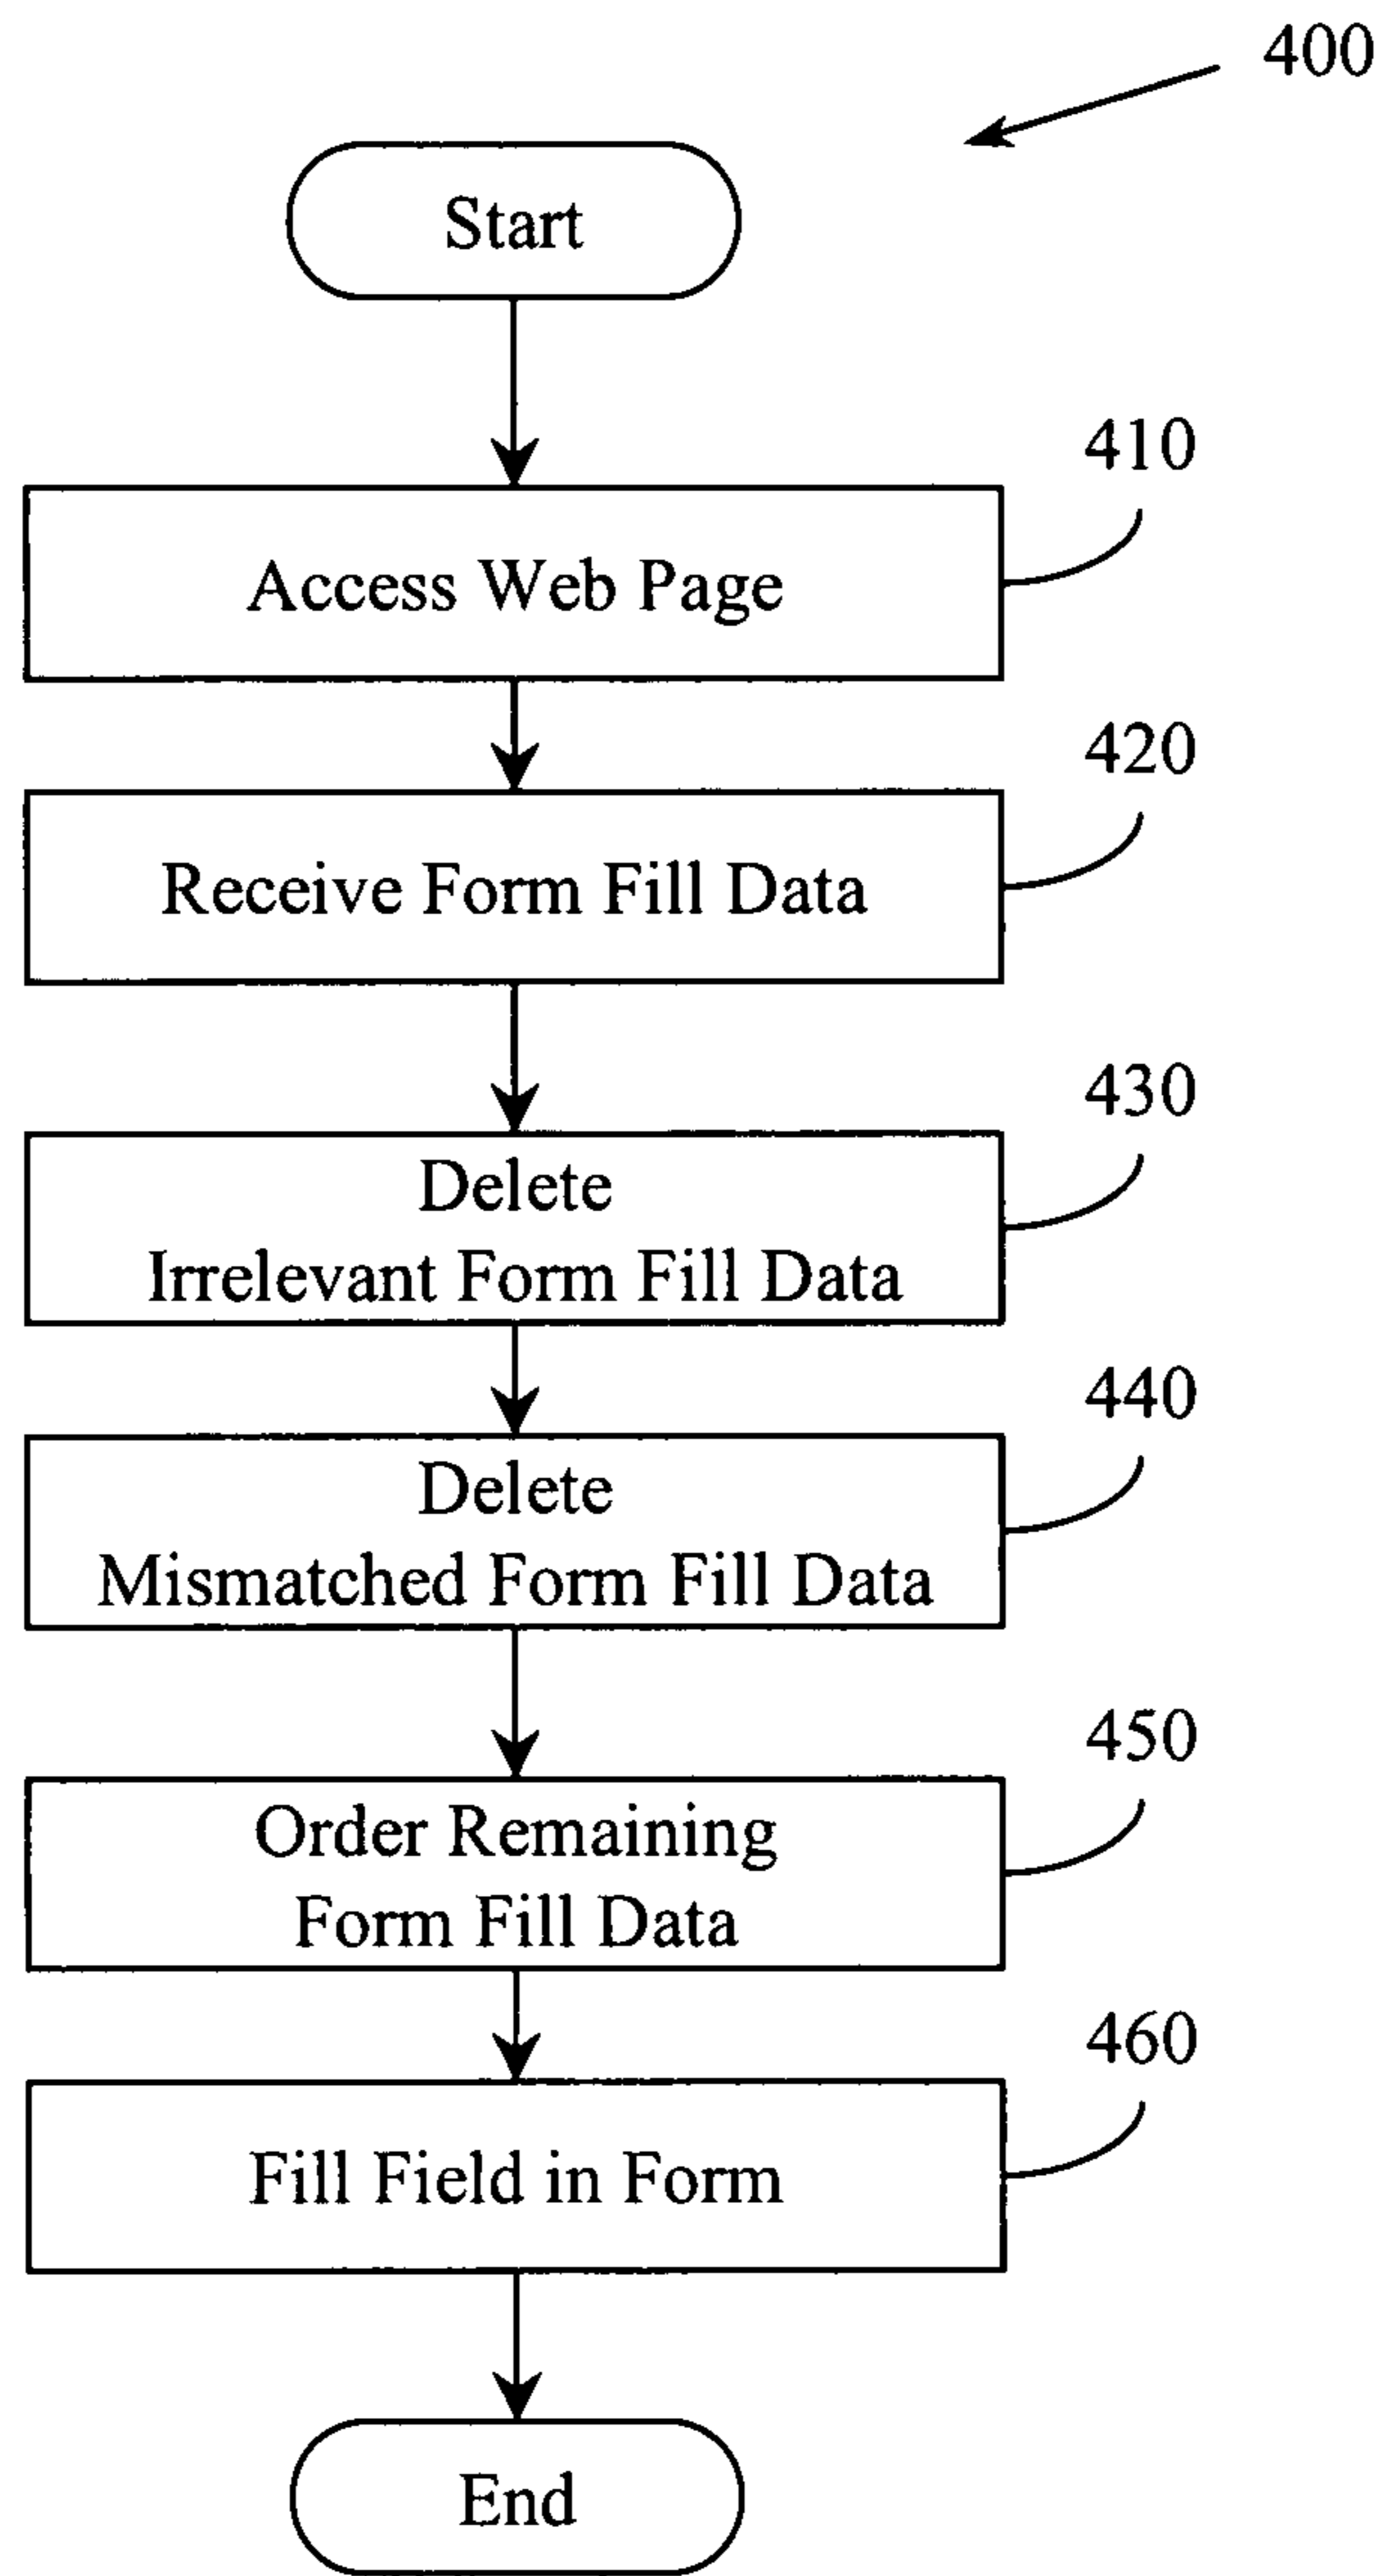 400
Start
410
Access Web Page
420
Receive Form Fill Data
430
Delete
Irrelevant Form Fill Data
440
Delete
Mismatched Form Fill Data
450
Order Remaining
Form Fill Data
460
Fill Field in Form
End